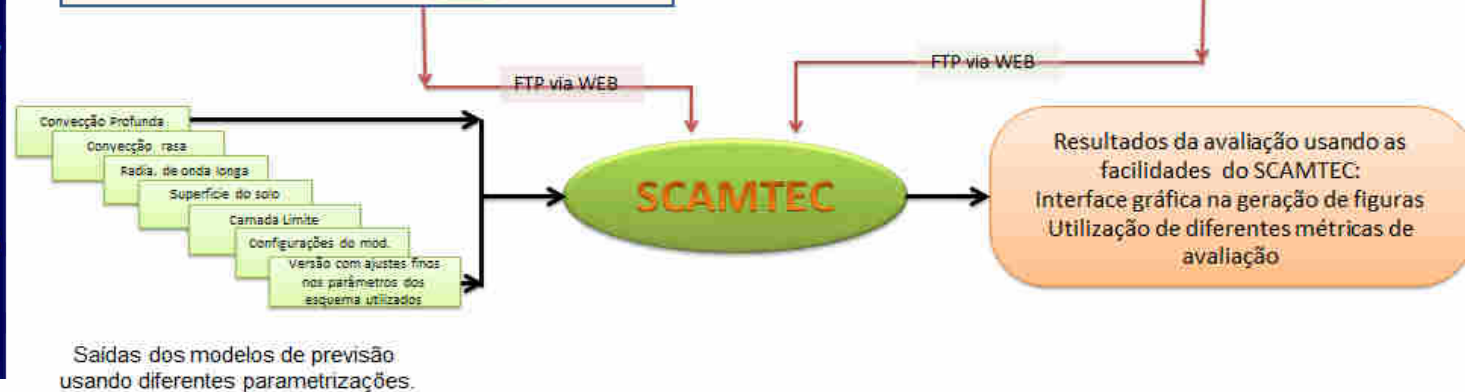 FTP via WEB
FTP via WEB
Convecção Profunda
Convecção rasa
Radia. de onda longa
Superfície do solo
Camada Limite
Configurações do mod.
Versão com ajustes finos
nos parâmetros dos
esquema utilizados
SCAMTEC
Resultados da avaliação usando as
facilidades do SCAMTEC:
Interface gráfica na geração de figuras
Utilização de diferentes métricas de
avaliação
Saídas dos modelos de previsão
usando diferentes parametrizações.